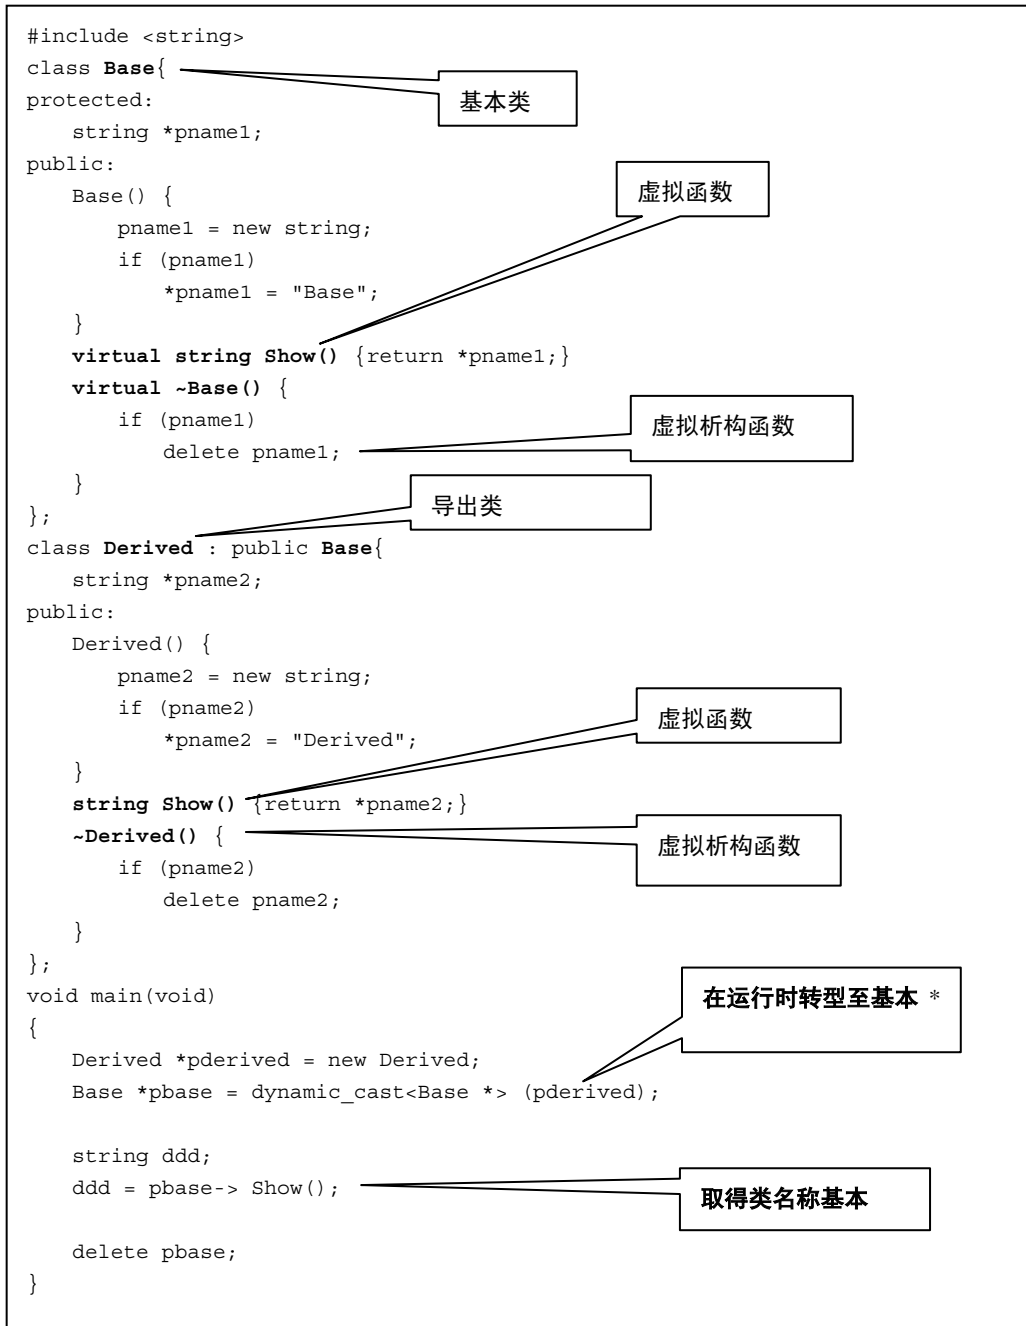 #include <string>
class Base{
基本类
protected:
string *pname1;
public:
虚拟函数
Base() {
pname1 = new string;
if (pname1)
*pname1 = "Base";
}
virtual string Show() {return *pname1;}
virtual ~Base() {
虚拟析构函数
if (pname1)
delete pname1;
}
导出类
};
class Derived : public Base{
string *pname2;
public:
Derived() {
pname2 = new string;
虚拟函数
if (pname2)
*pname2 = "Derived";
}
string Show() {return *pname2;}
~Derived() {
虚拟析构函数
if (pname2)
delete pname2;
}
};
void main(void)
在运行时转型至基本 *
{
Derived *pderived = new Derived;
Base *pbase = dynamic_cast<Base *> (pderived);
string ddd;
ddd = pbase-> Show();
取得类名称基本
delete pbase;
}